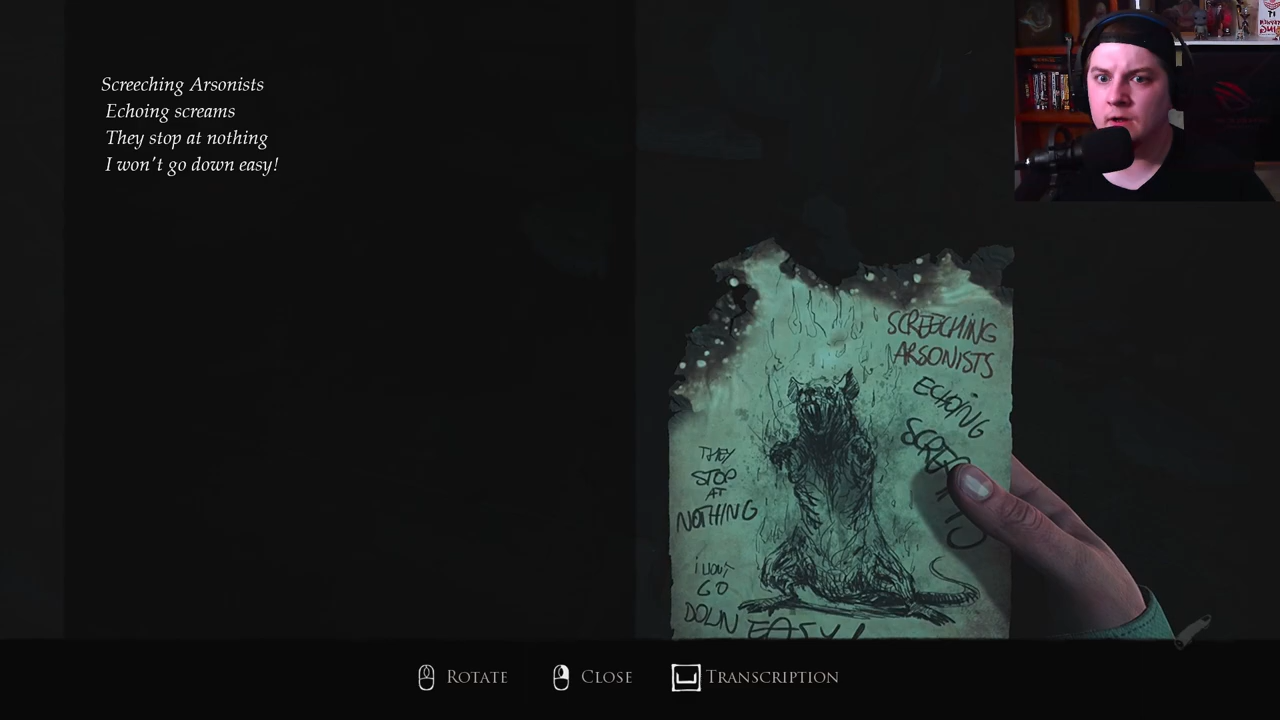 Screeching Arsonists
Echoing screams
They stop at nothing
I won't go down easy!
SCREECHING
ARSONISTS
ECHOING
THEY
STOP
AT
NOTHING
GO
DOWN EASY!
ROTATE
CLOSE
TRANSCRIPTION